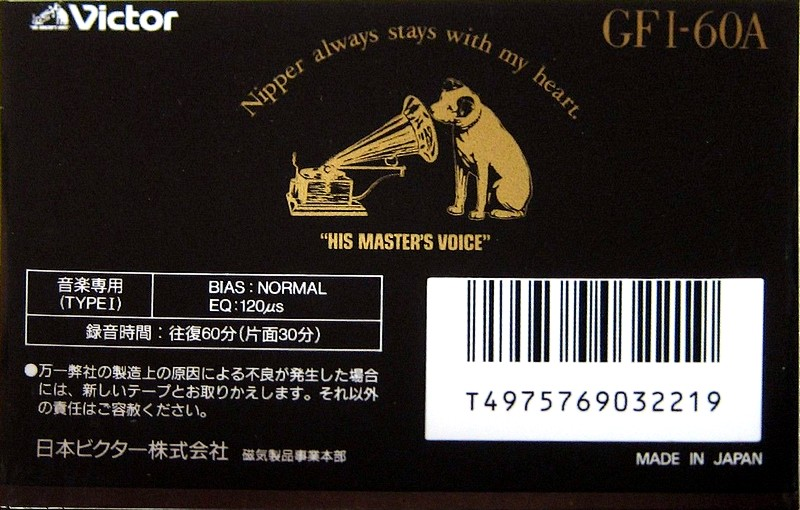 Victor
GF I-60A
Nipper always stays with my heart.
"HIS MASTER'S VOICE"
音楽専用
(TYPE I)
BIAS : NORMAL
EQ : 120μs
録音時間 : 往復60分(片面30分)
●万一弊社の製造上の原因による不良が発生した場合
には、新しいテープとお取りかえします。それ以外
の責任はご容赦ください。
日本ビクター株式会社 磁気製品事業本部
T4975769032219
MADE IN JAPAN